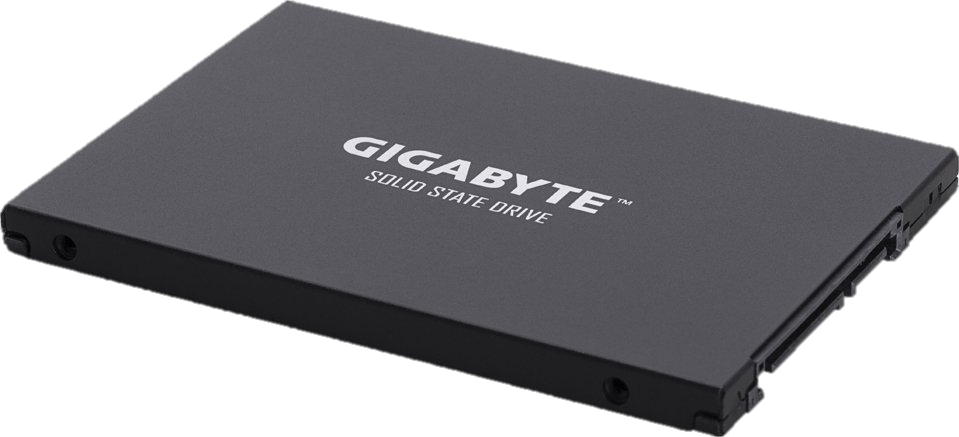 GIGABYTE™
SOLID STATE DRIVE